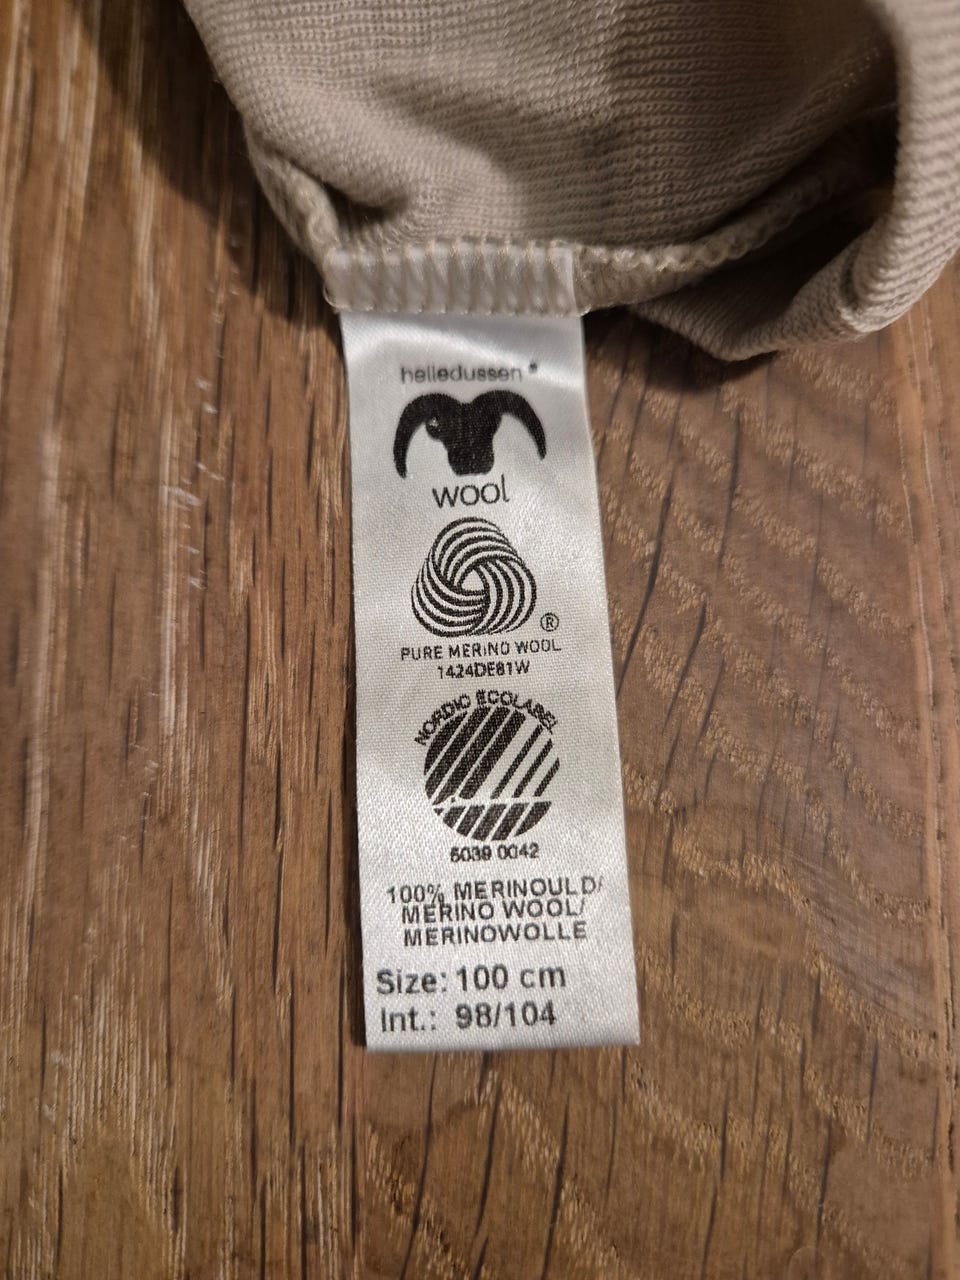 helledussen®
wool
®
PURE MERINO WOOL
1424DE81W
NORDIC ECOLABEL
5039 0042
100% MERINOULD/
MERINO WOOL/
MERINOWOLLE
Size: 100 cm
Int.: 98/104